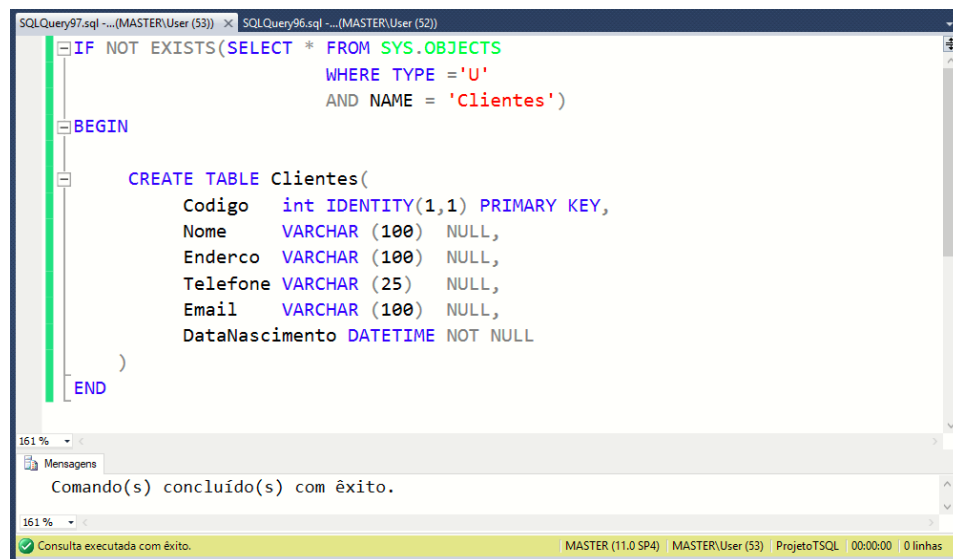 SQLQuery97.sql -...(MASTER\User (53)) × SQLQuery96.sql -...(MASTER\User (52))
IF NOT EXISTS(SELECT * FROM SYS.OBJECTS
WHERE TYPE ='U'
AND NAME = 'Clientes')
BEGIN
CREATE TABLE Clientes(
Codigo int IDENTITY(1,1) PRIMARY KEY,
Nome VARCHAR (100) NULL,
Enderco VARCHAR (100) NULL,
Telefone VARCHAR (25) NULL,
Email VARCHAR (100) NULL,
DataNascimento DATETIME NOT NULL
)
END
161 %
Mensagens
Comando(s) concluído(s) com êxito.
161 %
Consulta executada com êxito. MASTER (11.0 SP4) MASTER\User (53) ProjetoTSQL 00:00:00 0 linhas